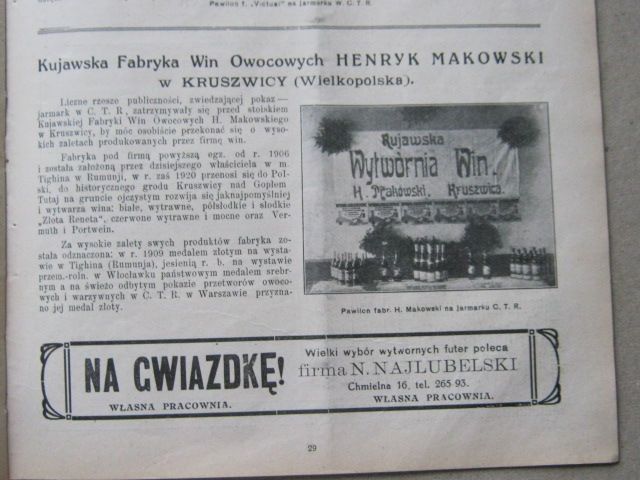 Pawilon f. „Victual" na jarmarku W. C. T. R.
Kujawska Fabryka Win Owocowych HENRYK MAKOWSKI
w KRUSZWICY (Wielkopolska).
Liczne rzesze publiczności, zwiedzającej pokaz—
jarmark w C. T. R, zatrzymywały się przed stoiskiem
Kujawskiej Fabryki Win Owocowych H. Makowskiego
w Kruszwicy, by móc osobiście przekonać się o wyso-
kich zaletach produkowanych przez firmę win.
Fabryka pod firmą powyższą egz. od r. 1906
i została założoną przez dzisiejszego właściciela w m.
Tighina w Rumunji, w r. zaś 1920 przenosi się do Pol-
ski, do historycznego grodu Kruszwicy nad Gopłem
Tutaj na gruncie ojczystym rozwija się jaknajpomyślniej
i wytwarza wina: białe, wytrawne, półsłodkie i słodkie
„Złota Reneta", czerwone wytrawne i mocne oraz Ver-
muth i Portwein.
Za wysokie zalety swych produktów fabryka zo-
stała odznaczona: w r. 1909 medalem złotym na wysta-
wie w Tighina (Rumunja), jesienią r. b. na wystawie
przem.-roln. w Włocławku państwowym medalem srebr-
nym a na świeżo odbytym pokazie przetworów owoco-
wych i warzywnych w C. T. R. w Warszawie przyzna-
no jej medal złoty.
Kujawska
Wytwórnia Win.
H. Makowski, Kruszwica.
Pawilon fabr. H. Makowski na jarmarku C. T. R.
NA GWIAZDKĘ!
WŁASNA PRACOWNIA.
Wielki wybór wytwornych futer poleca
firma N. NAJLUBELSKI
Chmielna 16, tel. 265 93.
WŁASNA PRACOWNIA.
29